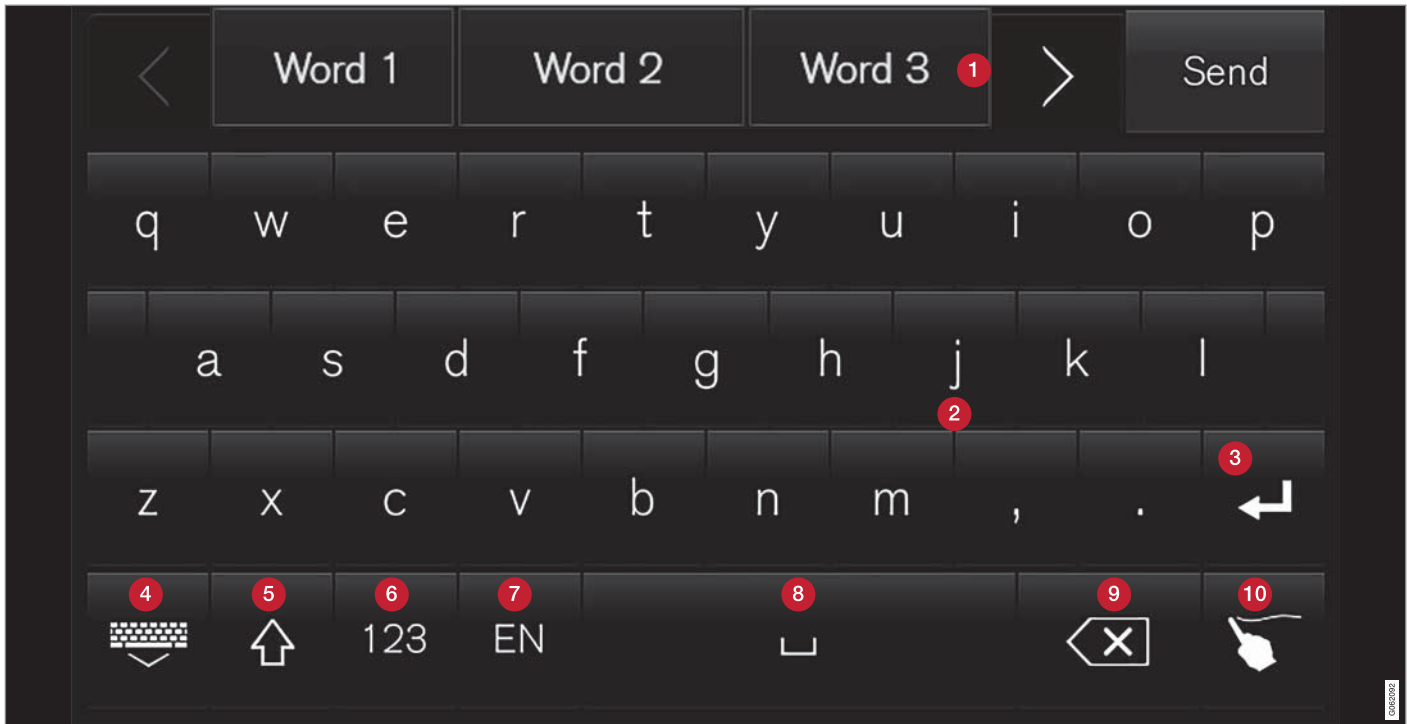 Word 1 Word 2 Word 3 1 Send
q w e r t y u i o p
a s d f g h j k l
2
3
z x c v b n m , .
4 5 6 7 8 9 10
123 EN
G062092